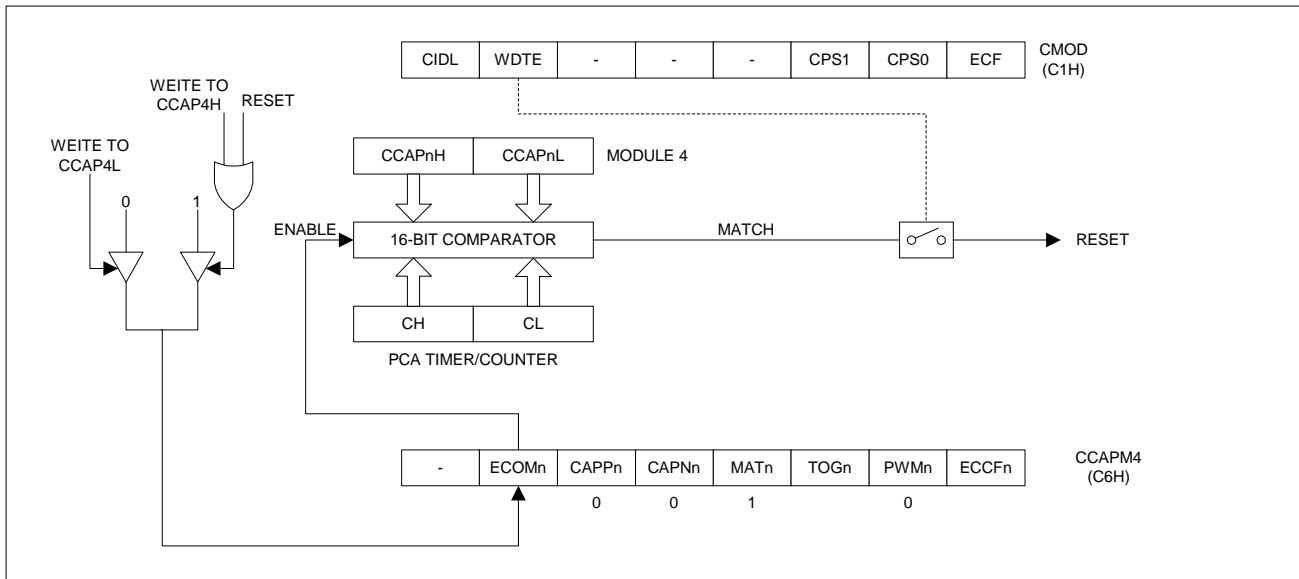 CIDL WDTE - - - CPS1 CPS0 ECF
CMOD
(C1H)
WEITE TO
CCAP4H
RESET
WEITE TO
CCAP4L
0
1
CCAPnH CCAPnL
MODULE 4
ENABLE
16-BIT COMPARATOR
MATCH
RESET
CH CL
PCA TIMER/COUNTER
- ECOMn CAPPn CAPNn MATn TOGn PWMn ECCFn
CCAPM4
(C6H)
0 0 1 0